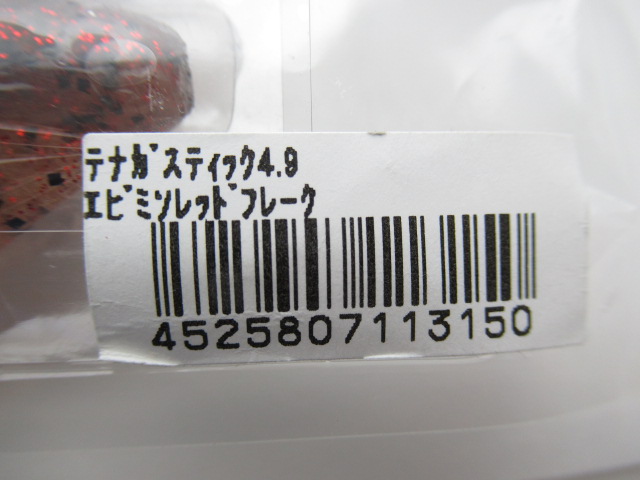 ﾃﾅｶﾞｽﾃｨｯｸ4.9
ｴﾋﾞﾐｿﾚｯﾄﾞﾌﾚｰｸ
4525807113150